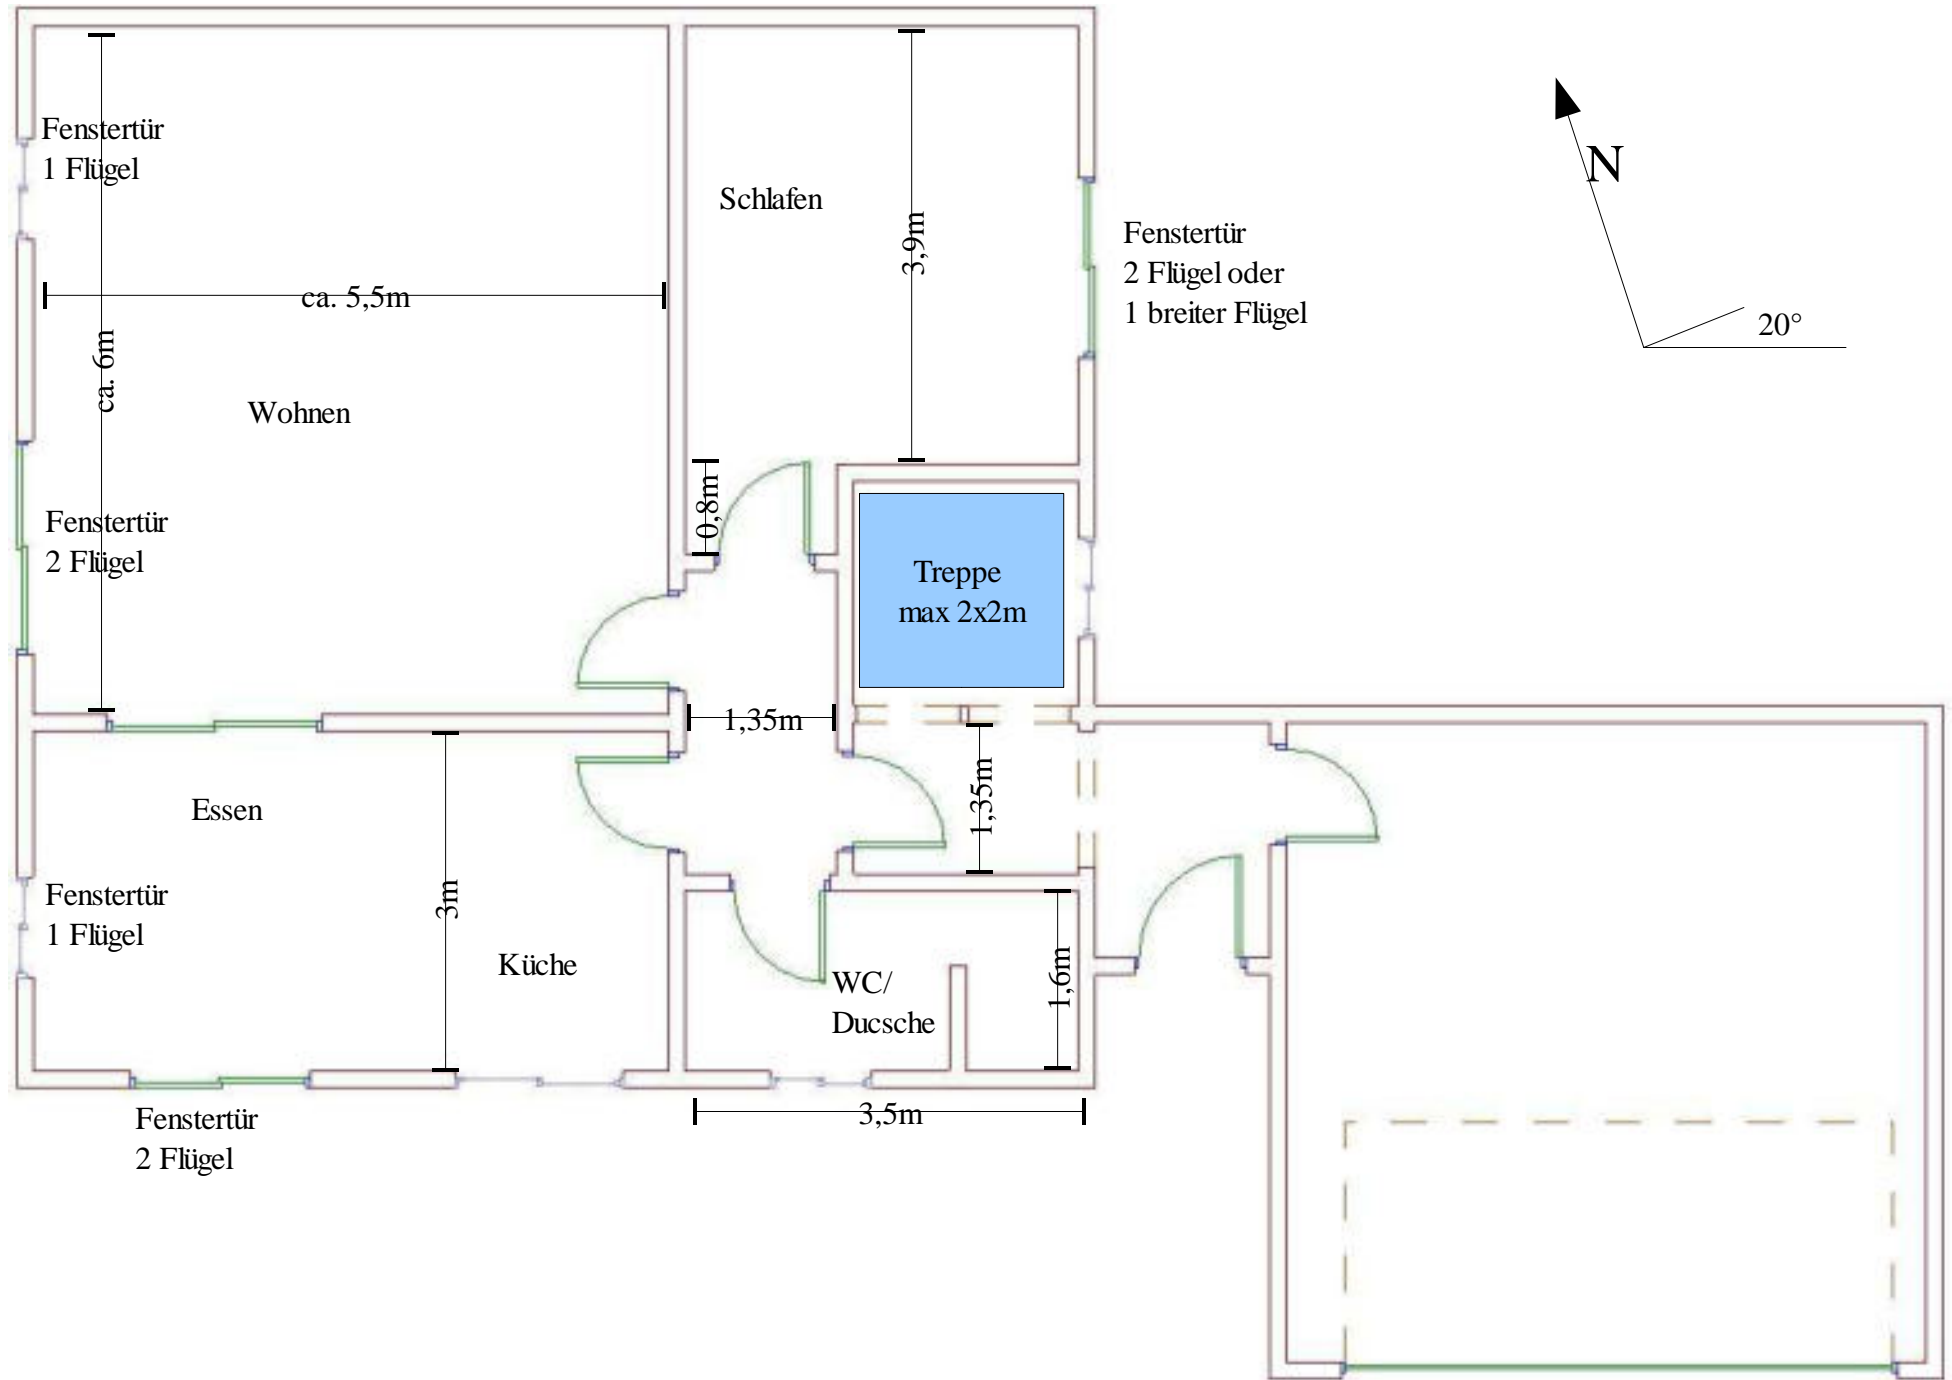 Fenstertür
1 Flügel
N
Schlafen
3,9m
Fenstertür
2 Flügel oder
1 breiter Flügel
ca. 5,5m
20°
ca. 6m
Wohnen
0,8m
Fenstertür
2 Flügel
Treppe
max 2x2m
1,35m
1,35m
Essen
Fenstertür
1 Flügel
3m
Küche
WC/
Ducsche
1,6m
Fenstertür
2 Flügel
3,5m